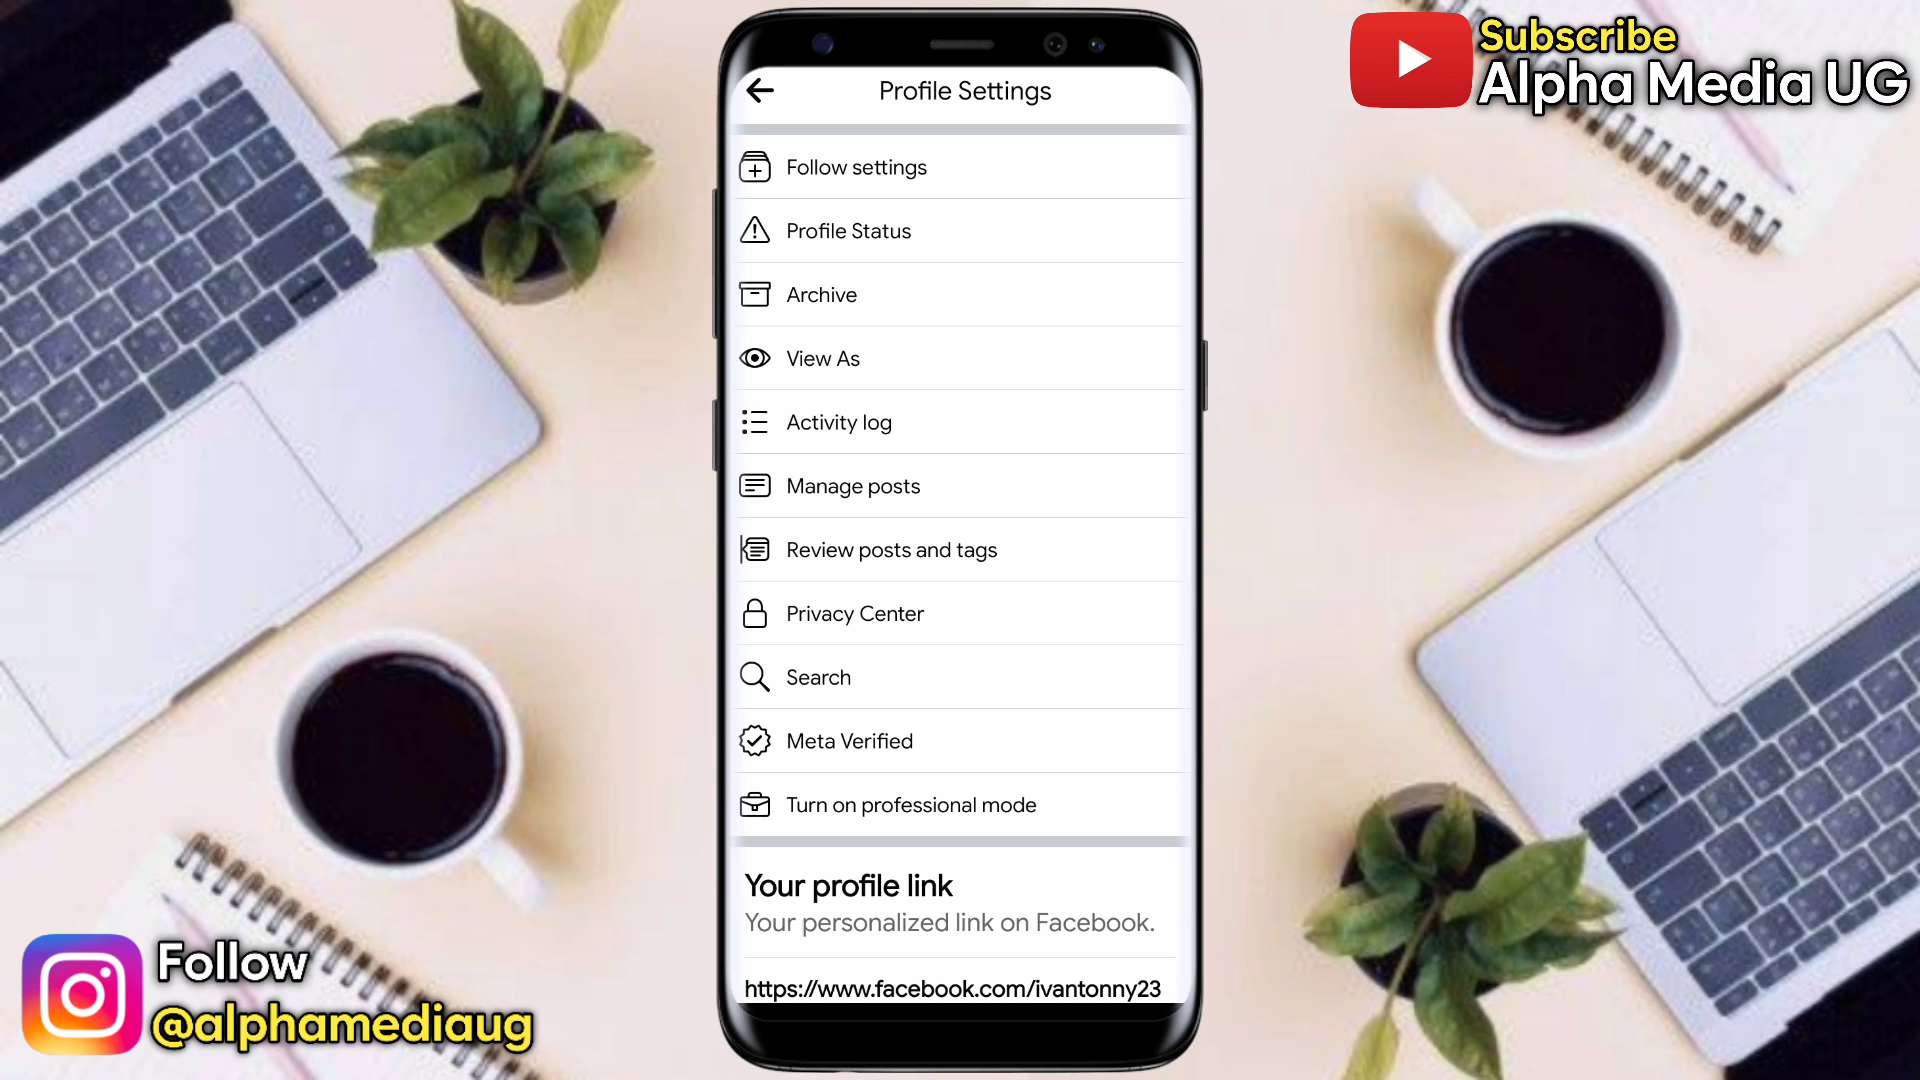 Subscribe
Alpha Media UG
Profile Settings
Follow settings
Profile Status
Archive
View As
Activity log
Manage posts
Review posts and tags
Privacy Center
Search
Meta Verified
Turn on professional mode
Your profile link
Your personalized link on Facebook.
https://www.facebook.com/ivantonny23
Follow
@alphamediaug